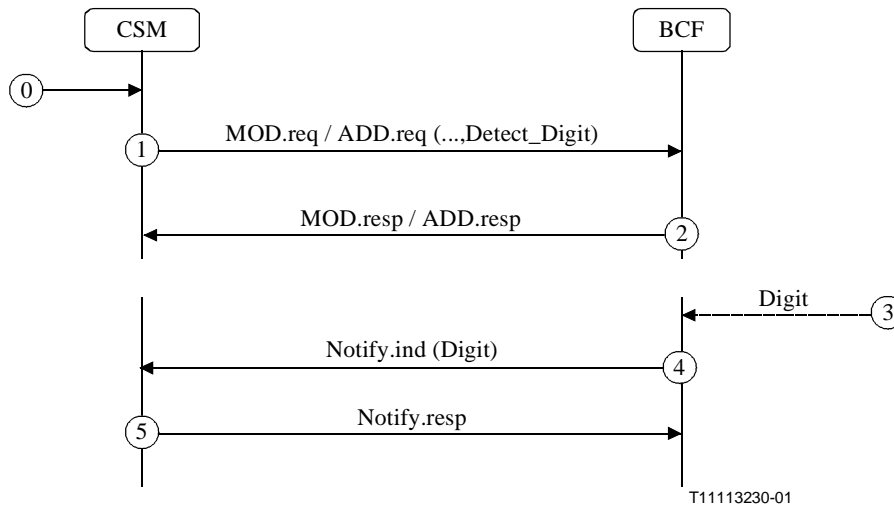 CSM
BCF
0
MOD.req / ADD.req (...,Detect_Digit)
1
MOD.resp / ADD.resp
2
Digit
3
Notify.ind (Digit)
4
Notify.resp
5
T11113230-01